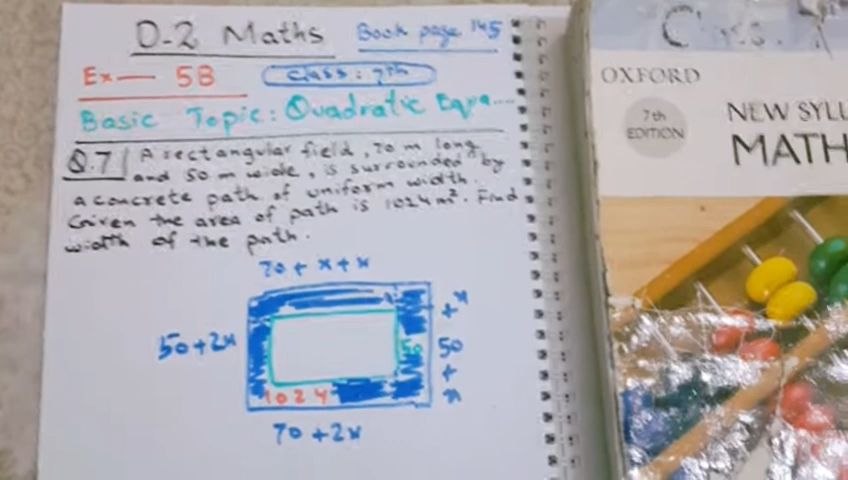 D-2 Maths
Book page 145
Ex— 5B
Class: 7th
Basic Topic: Quadratic Equa....
Q.7 A rectangular field, 70 m long
and 50 m wide, is surrounded by
a concrete path of uniform width.
Given the area of path is 1024 m². Find
width of the path.
70 + x + x
50+2x
50
x + 50 + x
1024
70 +2x
OXFORD
7th
EDITION
NEW SYLL
MATH